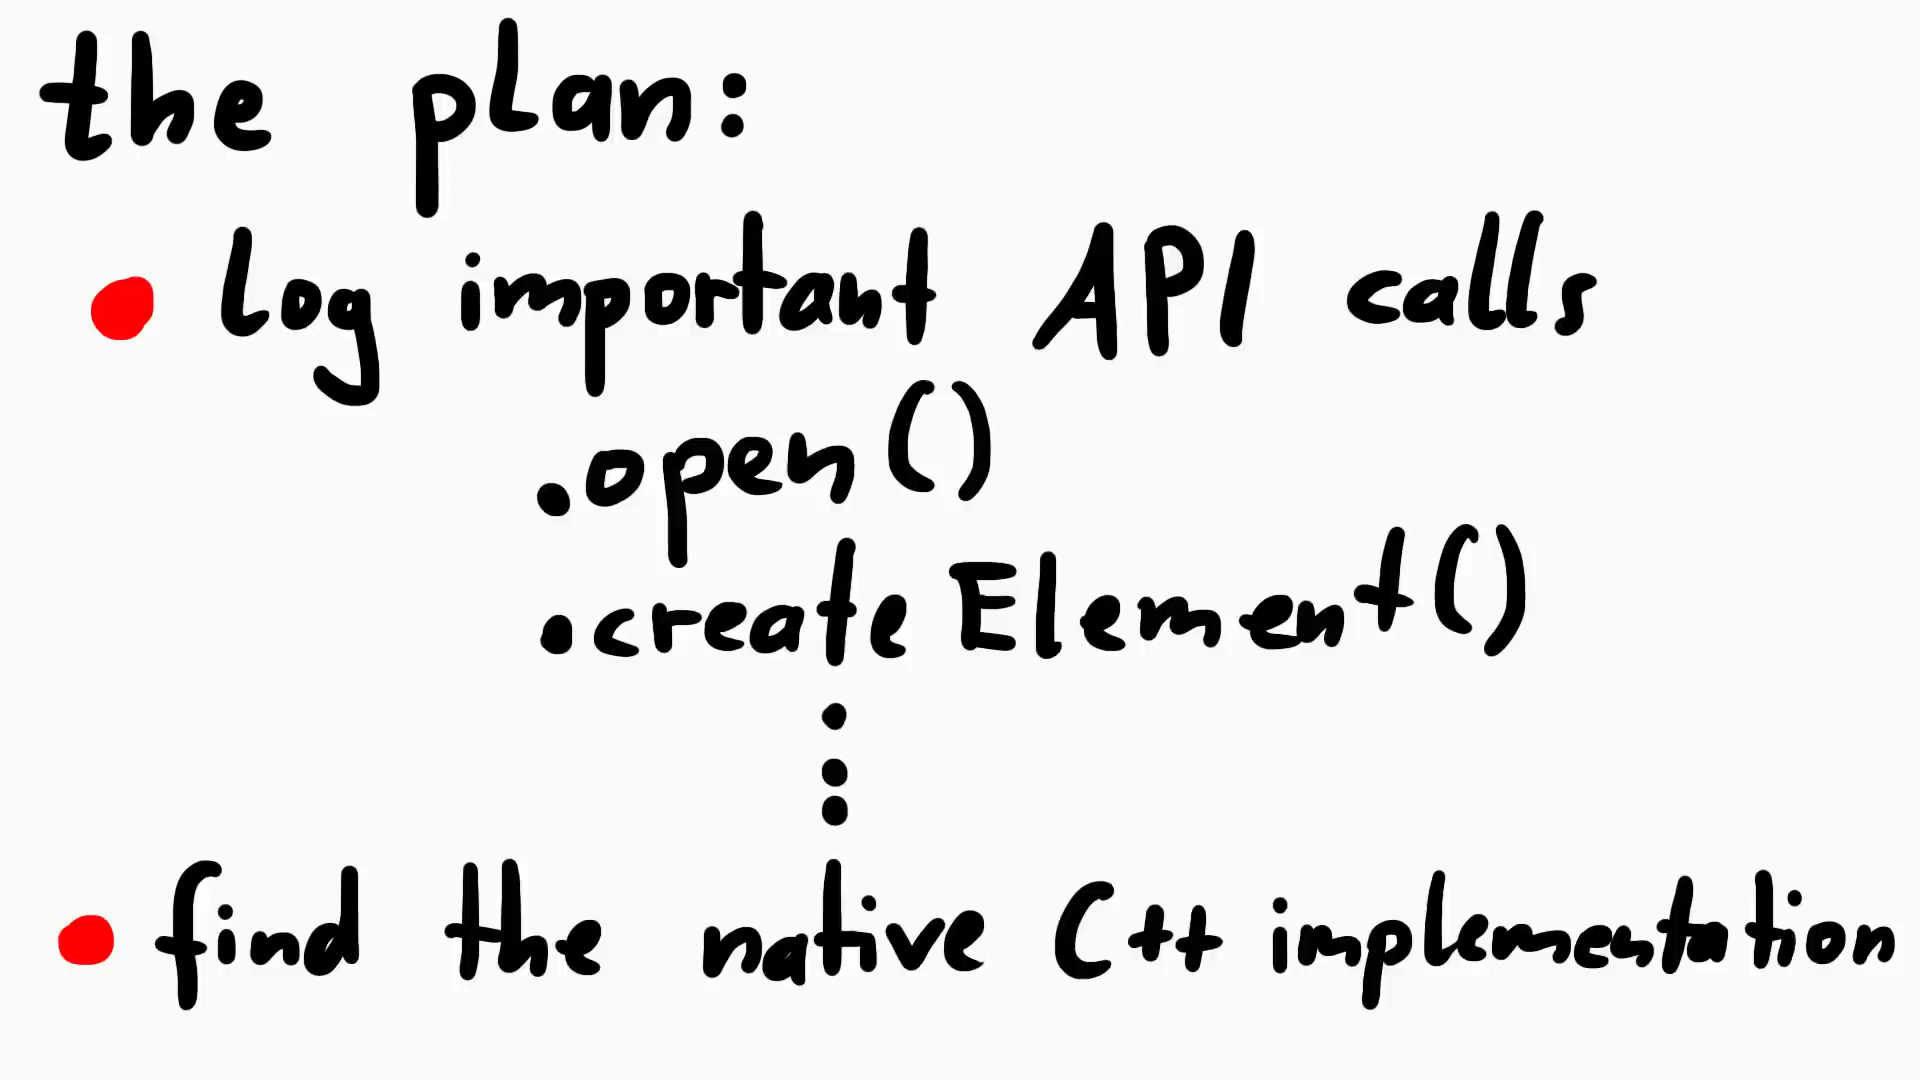 the plan:
• Log important API calls
.open()
.createElement()
⋮
• find the native C++ implementation